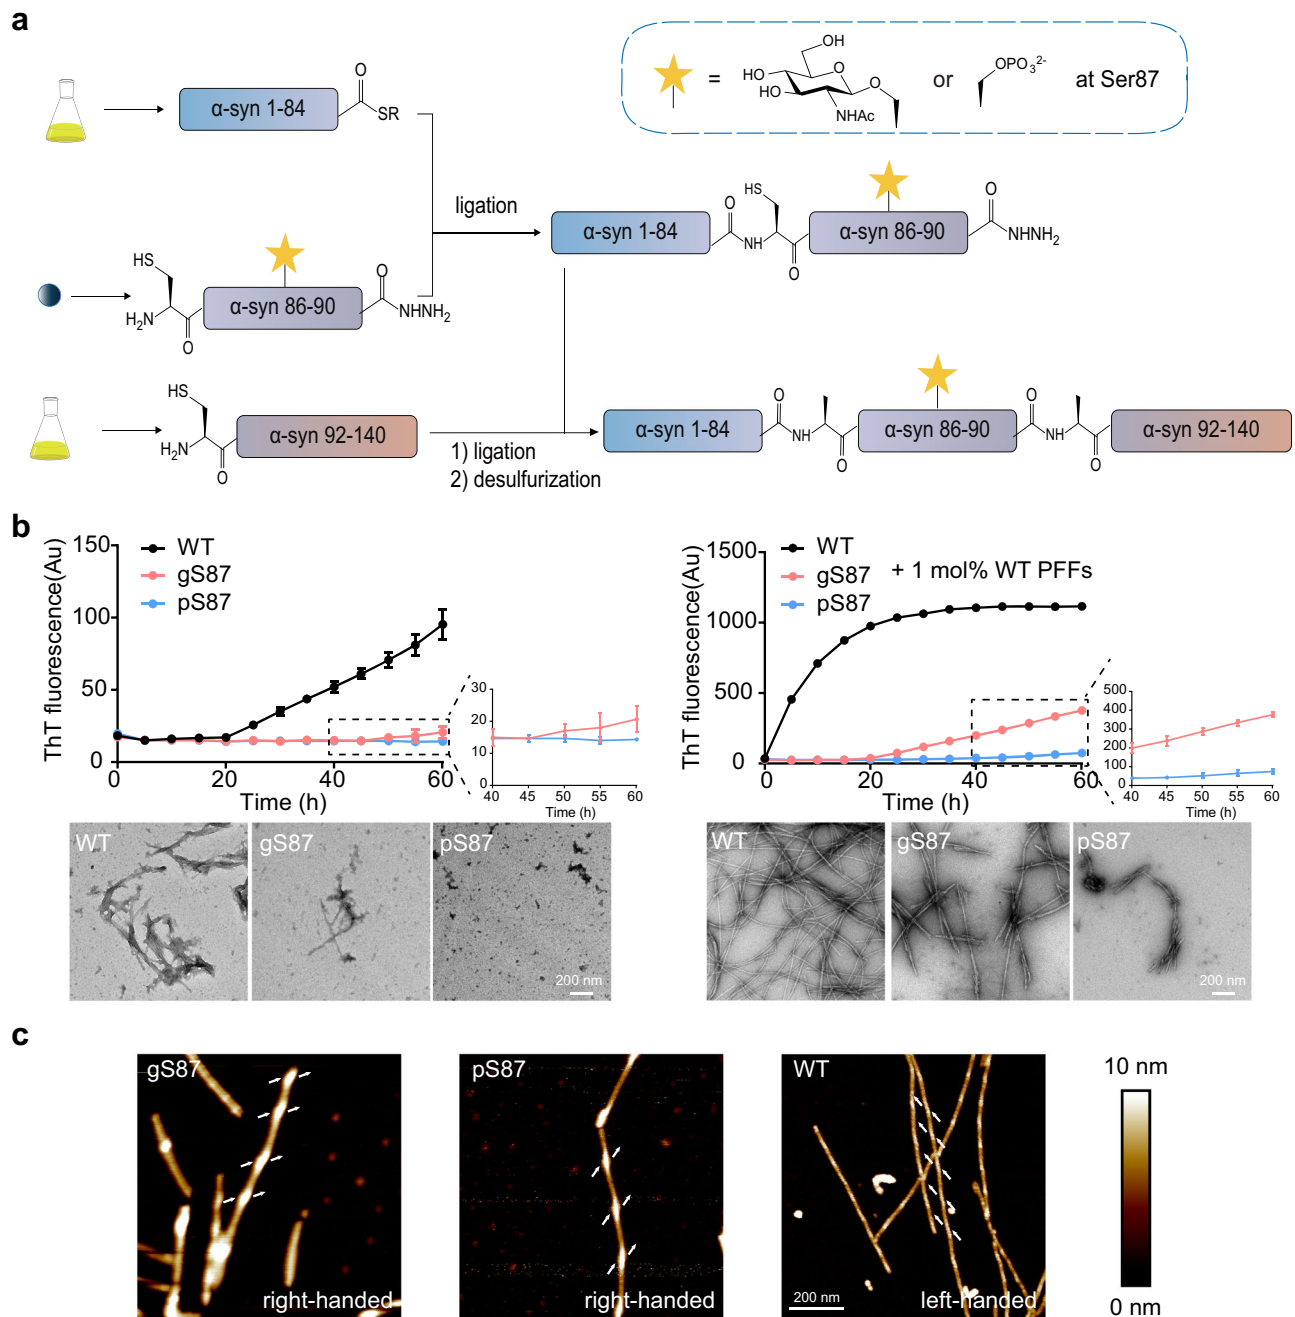 a
α-syn 1-84
O
SR
=
OH
HO
HO
O
O
NHAc
or
OPO₃²⁻
at Ser87
ligation
HS
H₂N
O
α-syn 86-90
O
NHNH₂
α-syn 1-84
O
NH
HS
O
α-syn 86-90
O
NHNH₂
HS
H₂N
O
α-syn 92-140
1) ligation
2) desulfurization
α-syn 1-84
O
NH
O
α-syn 86-90
O
NH
O
α-syn 92-140
b
ThT fluorescence(Au)
150
100
50
0
0
20
40
60
Time (h)
WT
gS87
pS87
30
20
10
0
40
45
50
55
60
Time (h)
ThT fluorescence(Au)
1500
1000
500
0
0
20
40
60
Time (h)
WT
gS87
pS87
+ 1 mol% WT PFFs
500
400
300
200
100
0
40
45
50
55
60
Time (h)
WT
gS87
pS87
200 nm
WT
gS87
pS87
200 nm
c
gS87
right-handed
pS87
right-handed
WT
200 nm
left-handed
10 nm
0 nm